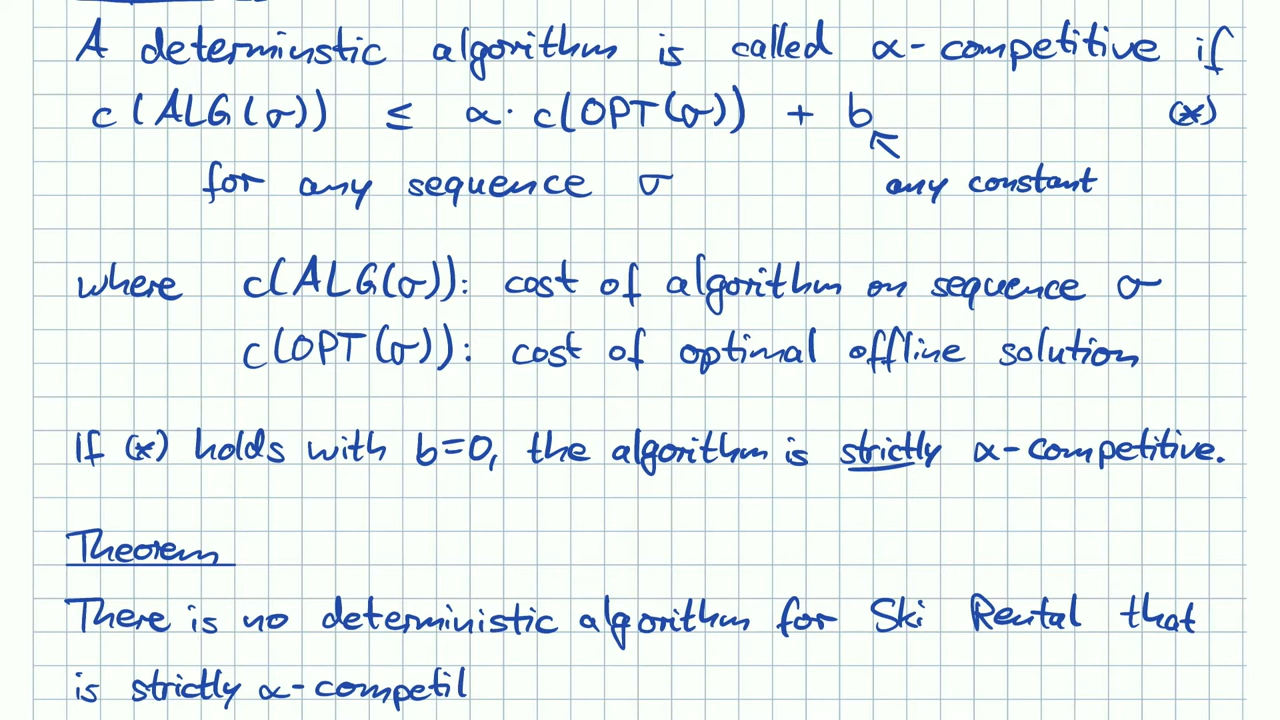 A determinstic algorithm is called α-competitive if
c(ALG(σ)) ≤ α· c(OPT(σ)) + b (*)
for any sequence σ any constant
where c(ALG(σ)): cost of algorithm on sequence σ
c(OPT(σ)): cost of optimal offline solution
If (*) holds with b=0, the algorithm is strictly α-competitive.
Theorem
There is no deterministic algorithm for Ski Rental that
is strictly α-competil